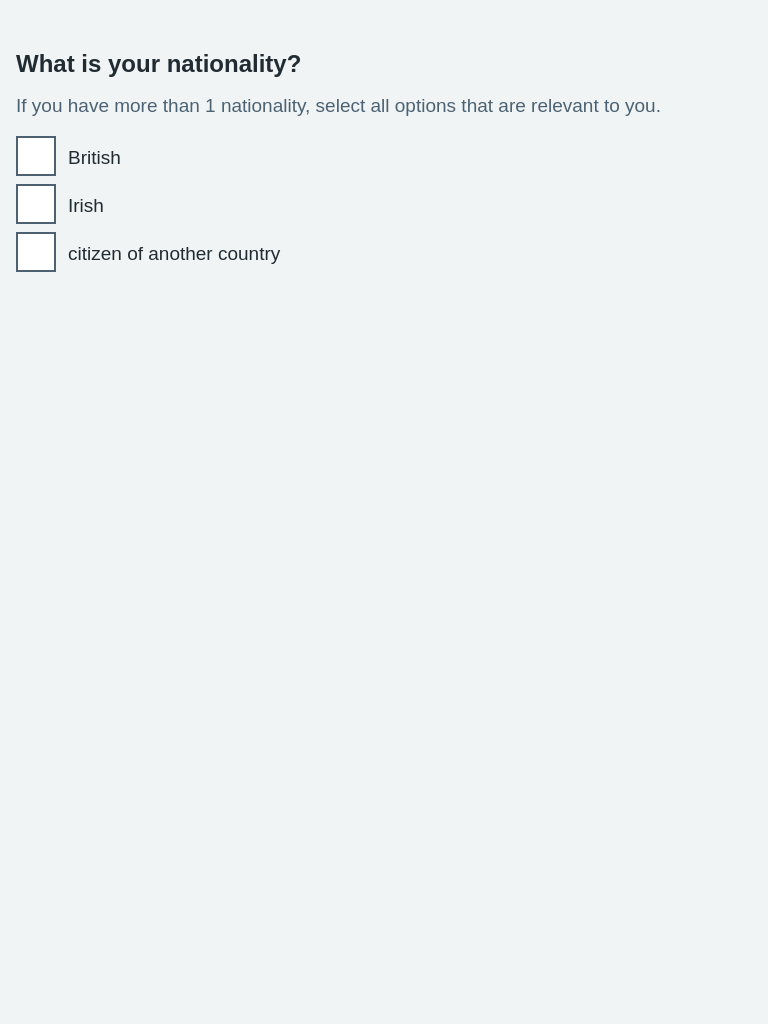 What is your nationality?
If you have more than 1 nationality, select all options that are relevant to you.
British
Irish
citizen of another country